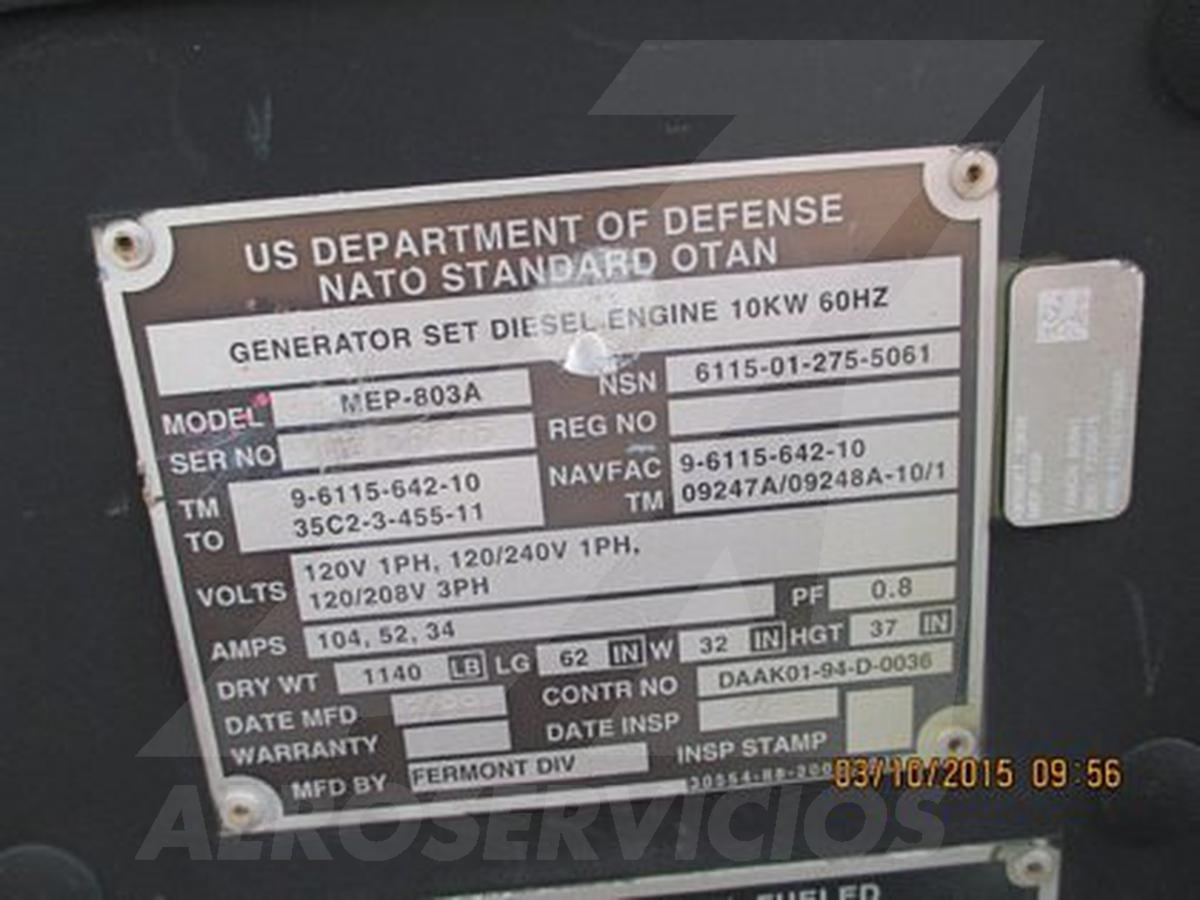 US DEPARTMENT OF DEFENSE
NATO STANDARD OTAN
GENERATOR SET DIESEL ENGINE 10KW 60HZ
MODEL MEP-803A NSN 6115-01-275-5061
SER NO REG NO
TM TO 9-6115-642-10
35C2-3-455-11
NAVFAC TM 9-6115-642-10
09247A/09248A-10/1
VOLTS 120V 1PH, 120/240V 1PH,
120/208V 3PH
AMPS 104, 52, 34 PF 0.8
DRY WT 1140 LB LG 62 IN W 32 IN HGT 37 IN
DATE MFD CONTR NO DAAK01-94-D-0036
WARRANTY DATE INSP
MFD BY FERMONT DIV INSP STAMP
03/10/2015 09:56
AEROSERVICIOS
FUELED